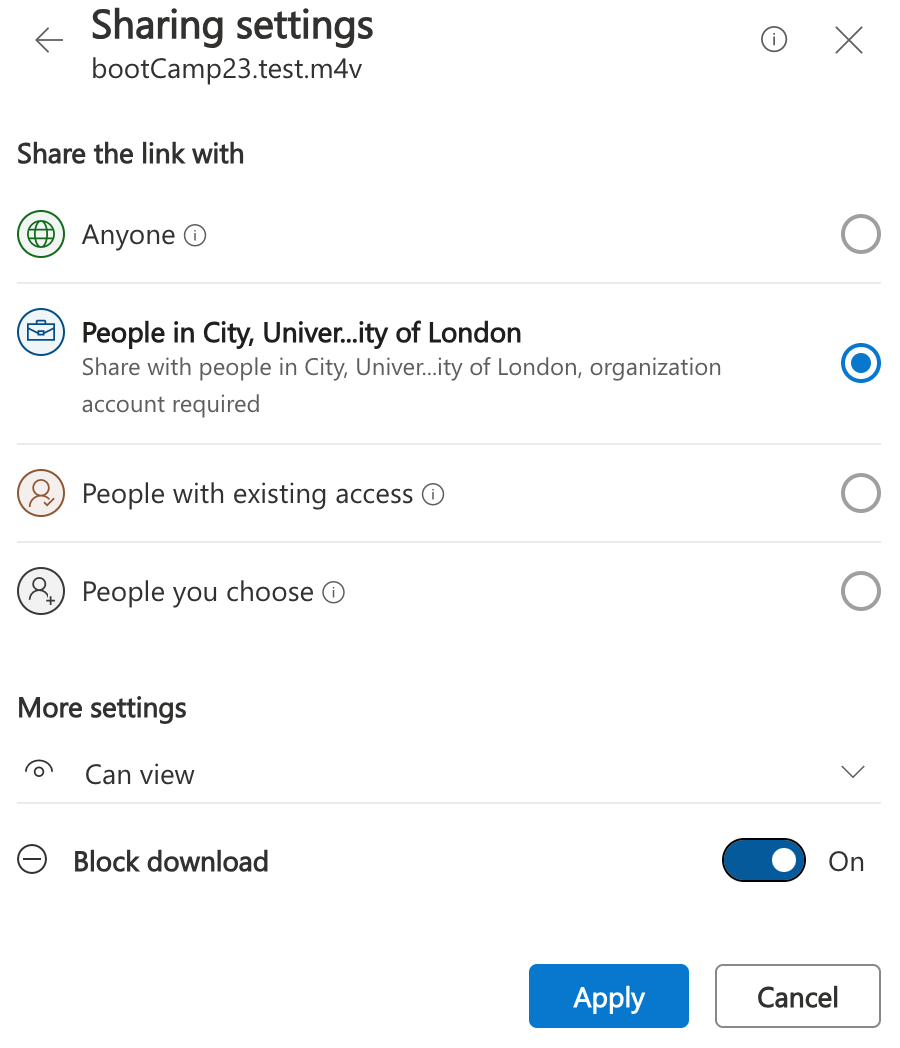 Sharing settings
bootCamp23.test.m4v
Share the link with
Anyone
People in City, Univer...ity of London
Share with people in City, Univer...ity of London, organization
account required
People with existing access
People you choose
More settings
Can view
Block download On
Apply Cancel